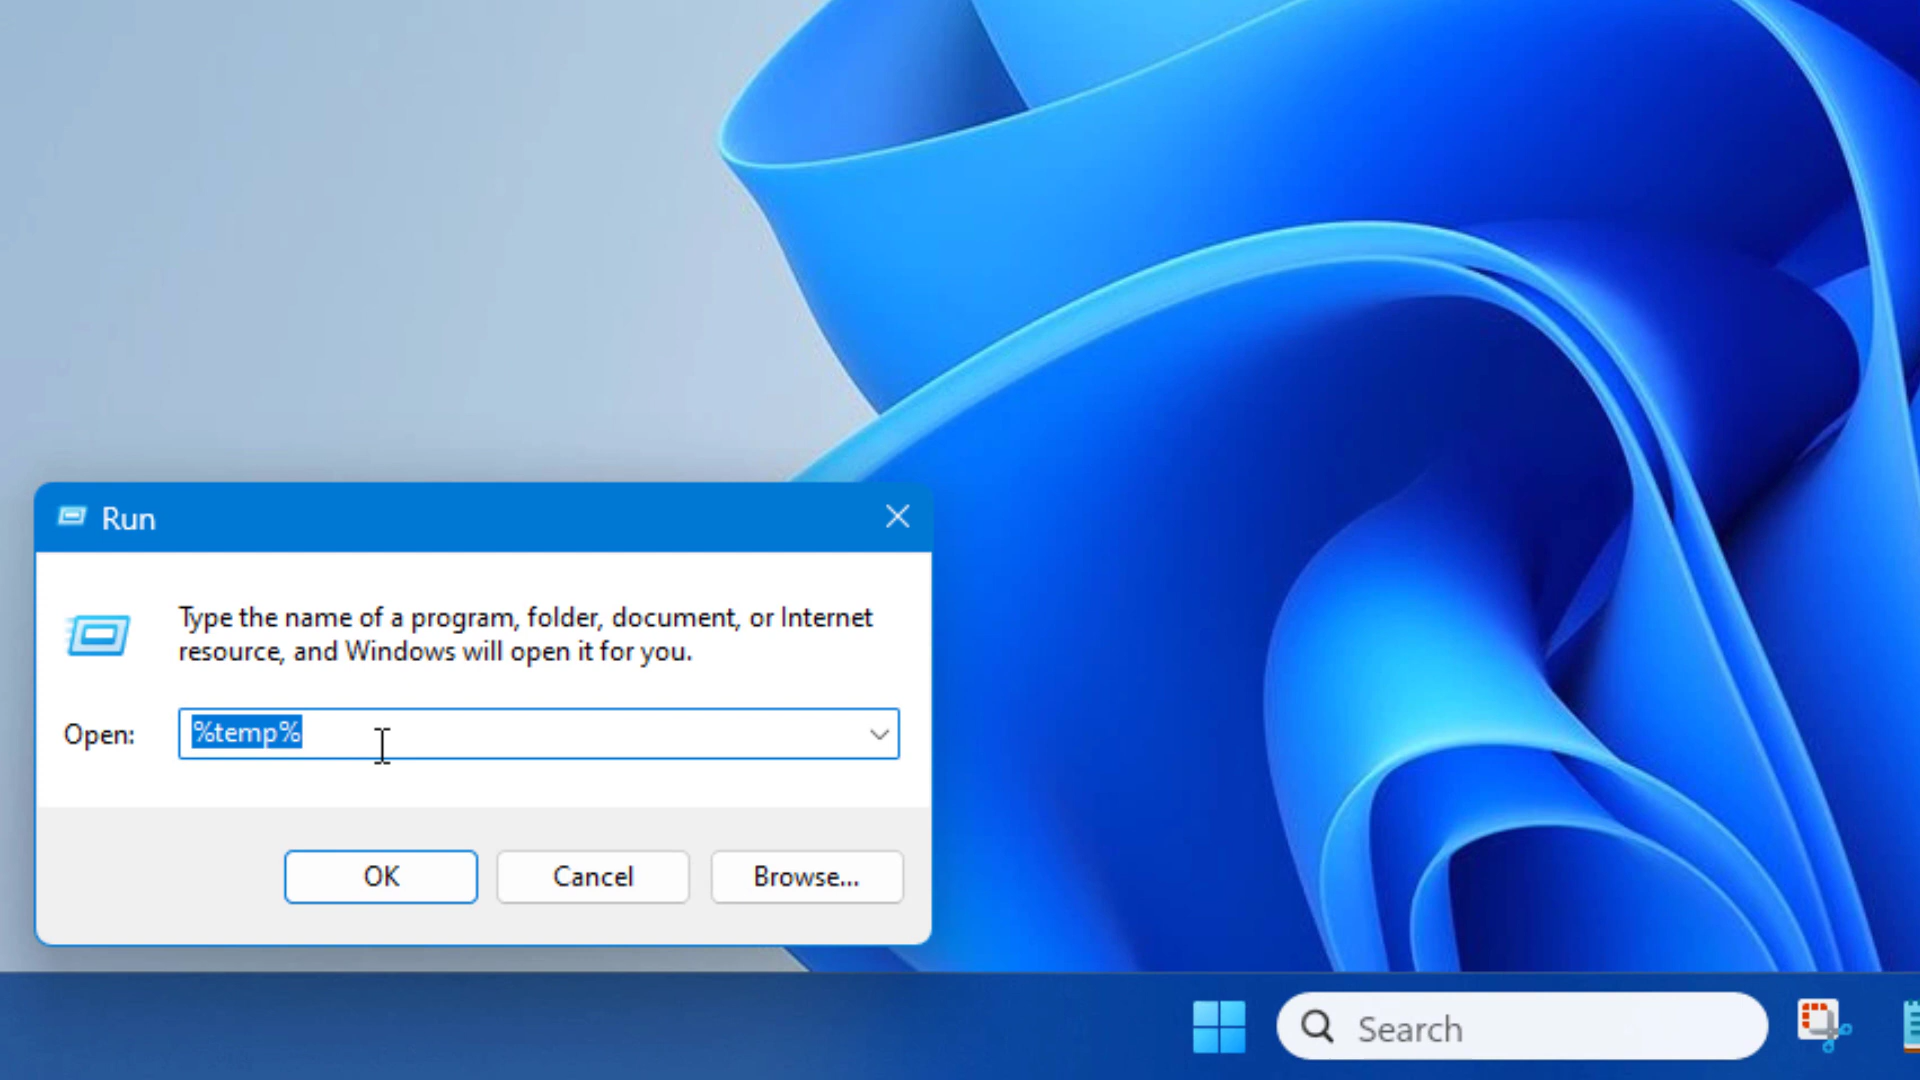 Run
Type the name of a program, folder, document, or Internet
resource, and Windows will open it for you.
Open: %temp%
OK Cancel Browse...
Search